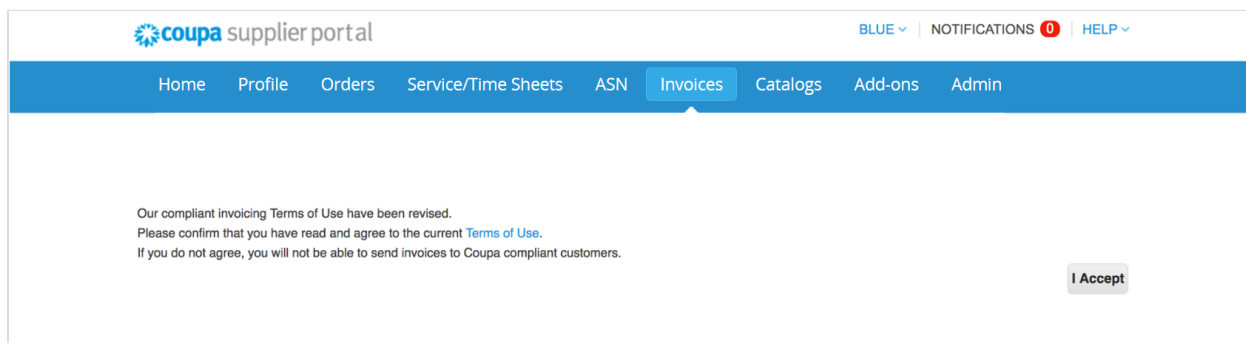 coupa supplier portal
BLUE NOTIFICATIONS 0 HELP
Home Profile Orders Service/Time Sheets ASN Invoices Catalogs Add-ons Admin
Our compliant invoicing Terms of Use have been revised.
Please confirm that you have read and agree to the current Terms of Use.
If you do not agree, you will not be able to send invoices to Coupa compliant customers.
I Accept